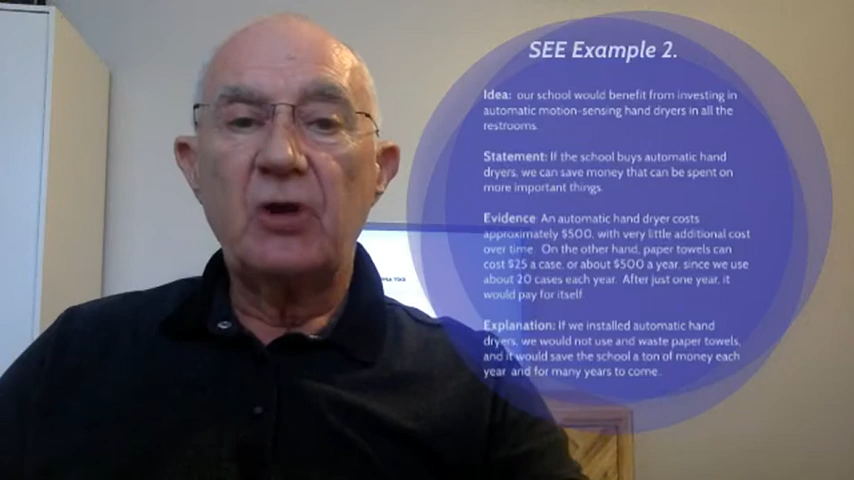 SEE Example 2.
Idea: our school would benefit from investing in
automatic motion-sensing hand dryers in all the
restrooms.
Statement: If the school buys automatic hand
dryers, we can save money that can be spent on
more important things.
Evidence: An automatic hand dryer costs
approximately $500, with very little additional cost
over time. On the other hand, paper towels can
cost $25 a case, or about $500 a year, since we use
about 20 cases each year. After just one year, it
would pay for itself.
Explanation: If we installed automatic hand
dryers, we would not use and waste paper towels,
and it would save the school a ton of money each
year and for many years to come.